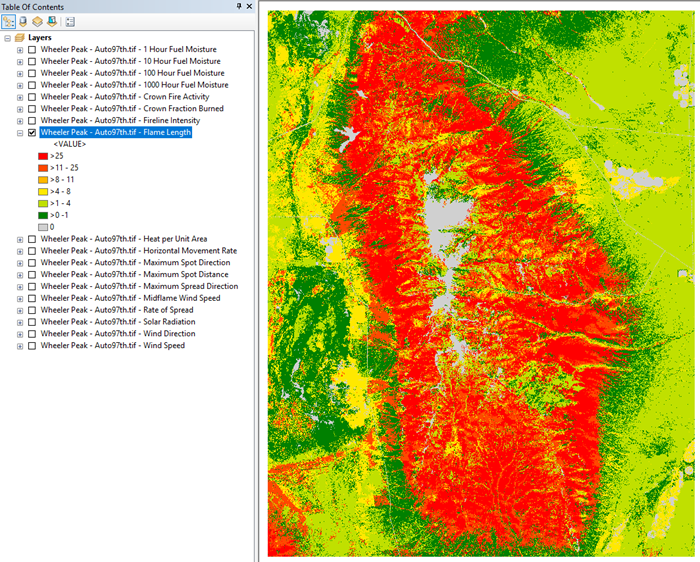 Table Of Contents
Layers
Wheeler Peak - Auto97th.tif - 1 Hour Fuel Moisture
Wheeler Peak - Auto97th.tif - 10 Hour Fuel Moisture
Wheeler Peak - Auto97th.tif - 100 Hour Fuel Moisture
Wheeler Peak - Auto97th.tif - 1000 Hour Fuel Moisture
Wheeler Peak - Auto97th.tif - Crown Fire Activity
Wheeler Peak - Auto97th.tif - Crown Fraction Burned
Wheeler Peak - Auto97th.tif - Fireline Intensity
Wheeler Peak - Auto97th.tif - Flame Length
<VALUE>
>25
>11 - 25
>8 - 11
>4 - 8
>1 - 4
>0 -1
0
Wheeler Peak - Auto97th.tif - Heat per Unit Area
Wheeler Peak - Auto97th.tif - Horizontal Movement Rate
Wheeler Peak - Auto97th.tif - Maximum Spot Direction
Wheeler Peak - Auto97th.tif - Maximum Spot Distance
Wheeler Peak - Auto97th.tif - Maximum Spread Direction
Wheeler Peak - Auto97th.tif - Midflame Wind Speed
Wheeler Peak - Auto97th.tif - Rate of Spread
Wheeler Peak - Auto97th.tif - Solar Radiation
Wheeler Peak - Auto97th.tif - Wind Direction
Wheeler Peak - Auto97th.tif - Wind Speed